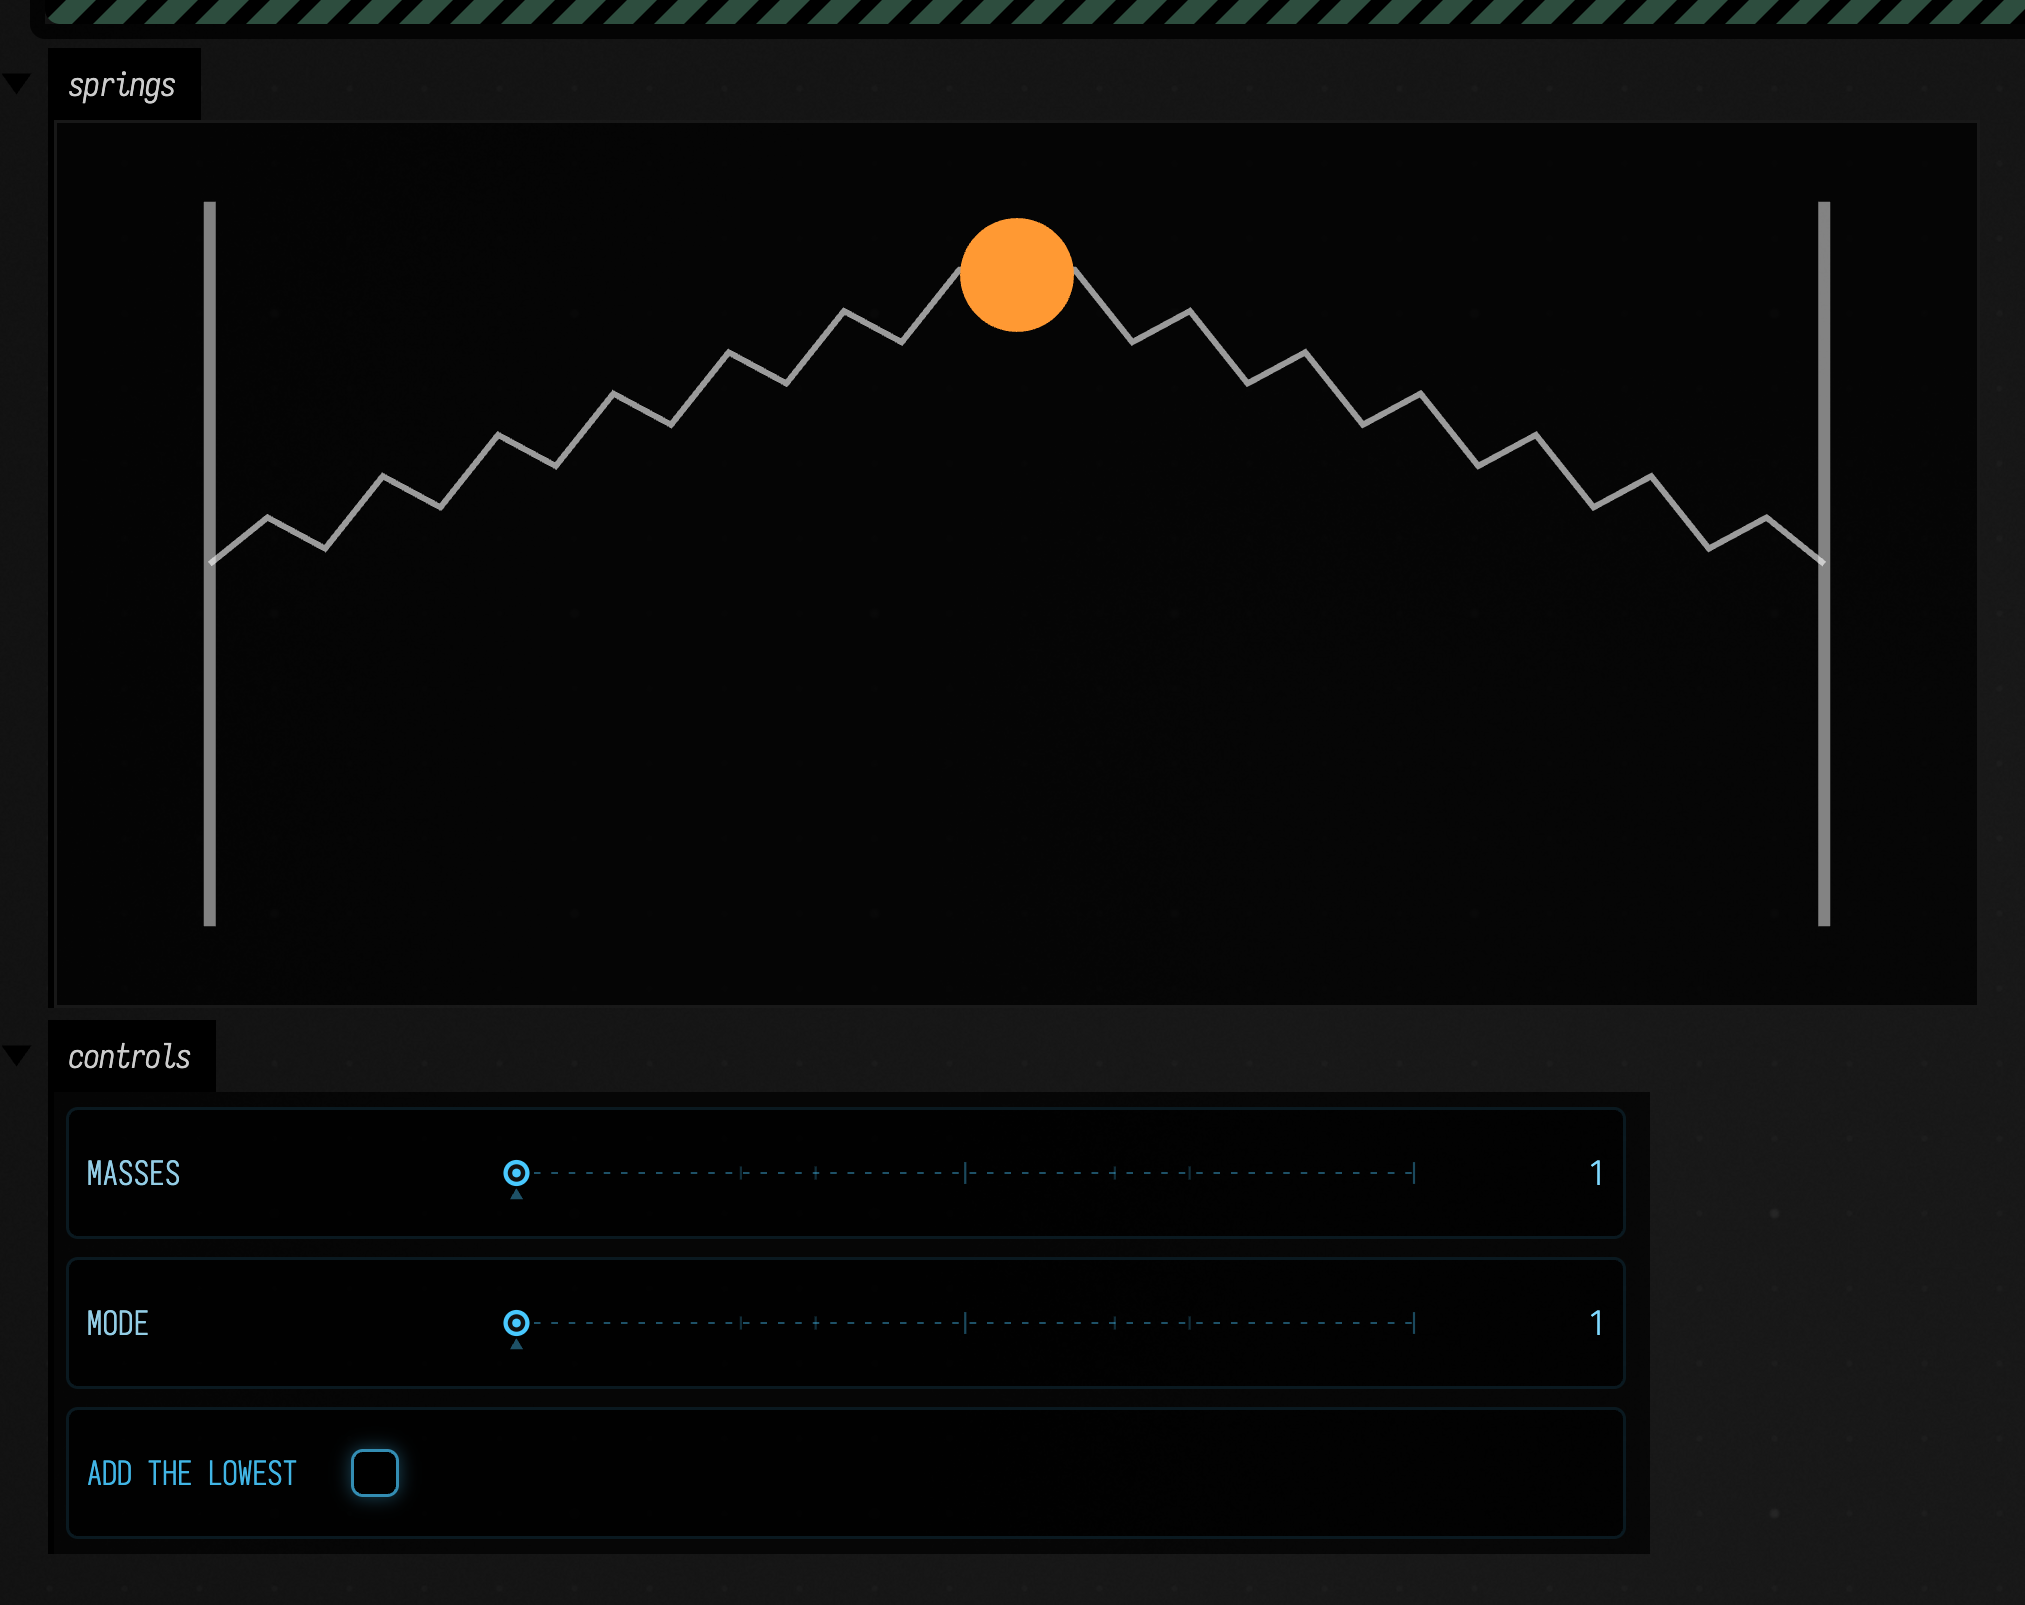 springs
controls
MASSES 1
MODE 1
ADD THE LOWEST